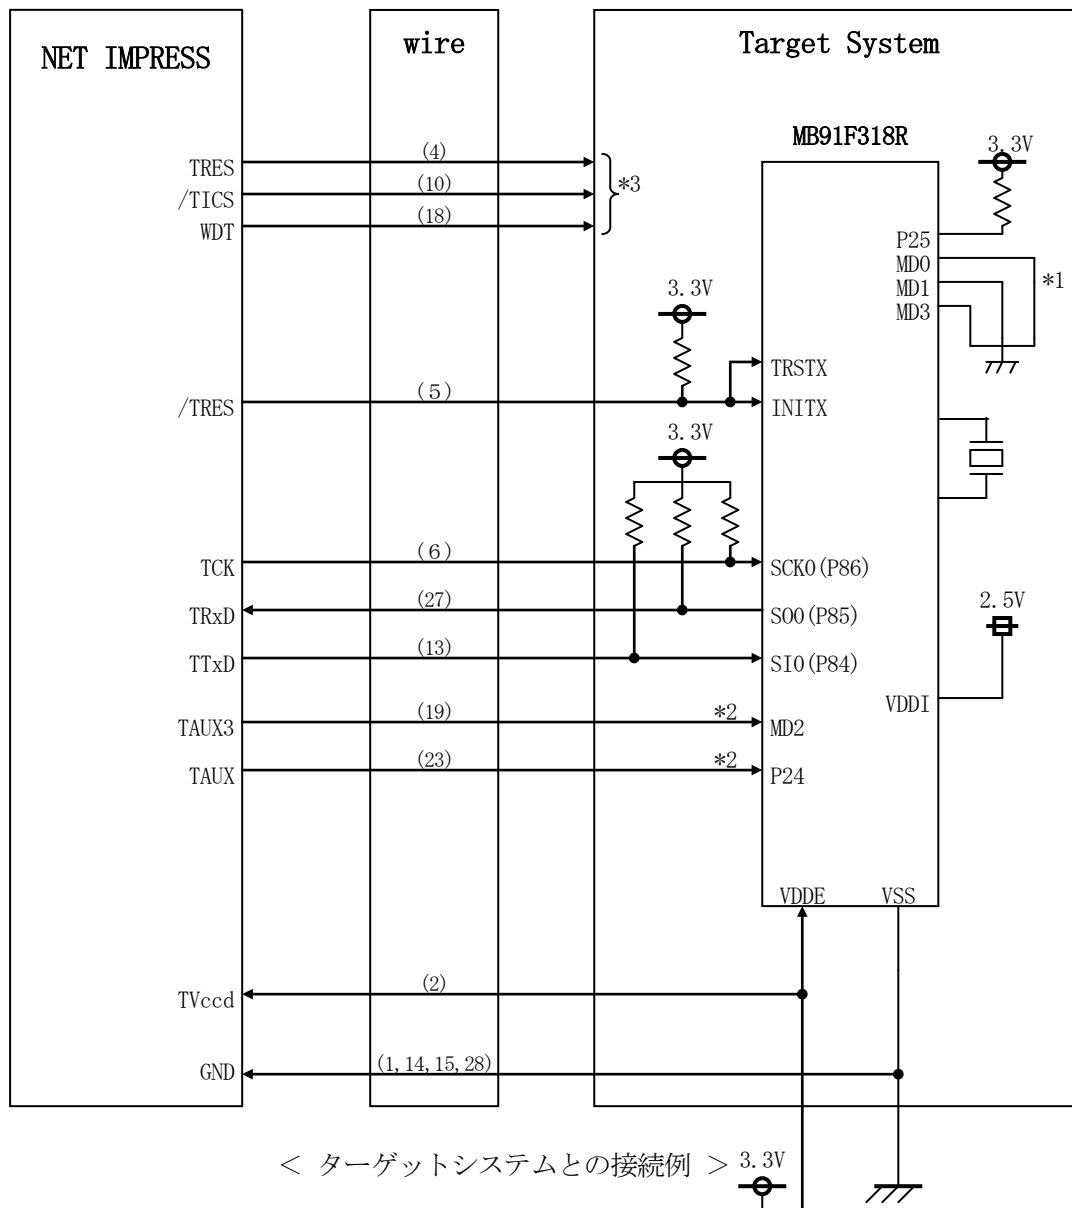 NET IMPRESS
wire
Target System
MB91F318R
3.3V
TRES
(4)
/TICS
(10)
*3
WDT
(18)
P25
MD0
*1
MD1
MD3
3.3V
TRSTX
/TRES
(5)
INITX
3.3V
TCK
(6)
SCK0(P86)
TRxD
(27)
SO0(P85)
2.5V
TTxD
(13)
SI0(P84)
VDDI
TAUX3
(19)
*2
MD2
TAUX
(23)
*2
P24
VDDE
VSS
TVccd
(2)
GND
(1,14,15,28)
< ターゲットシステムとの接続例 >
3.3V